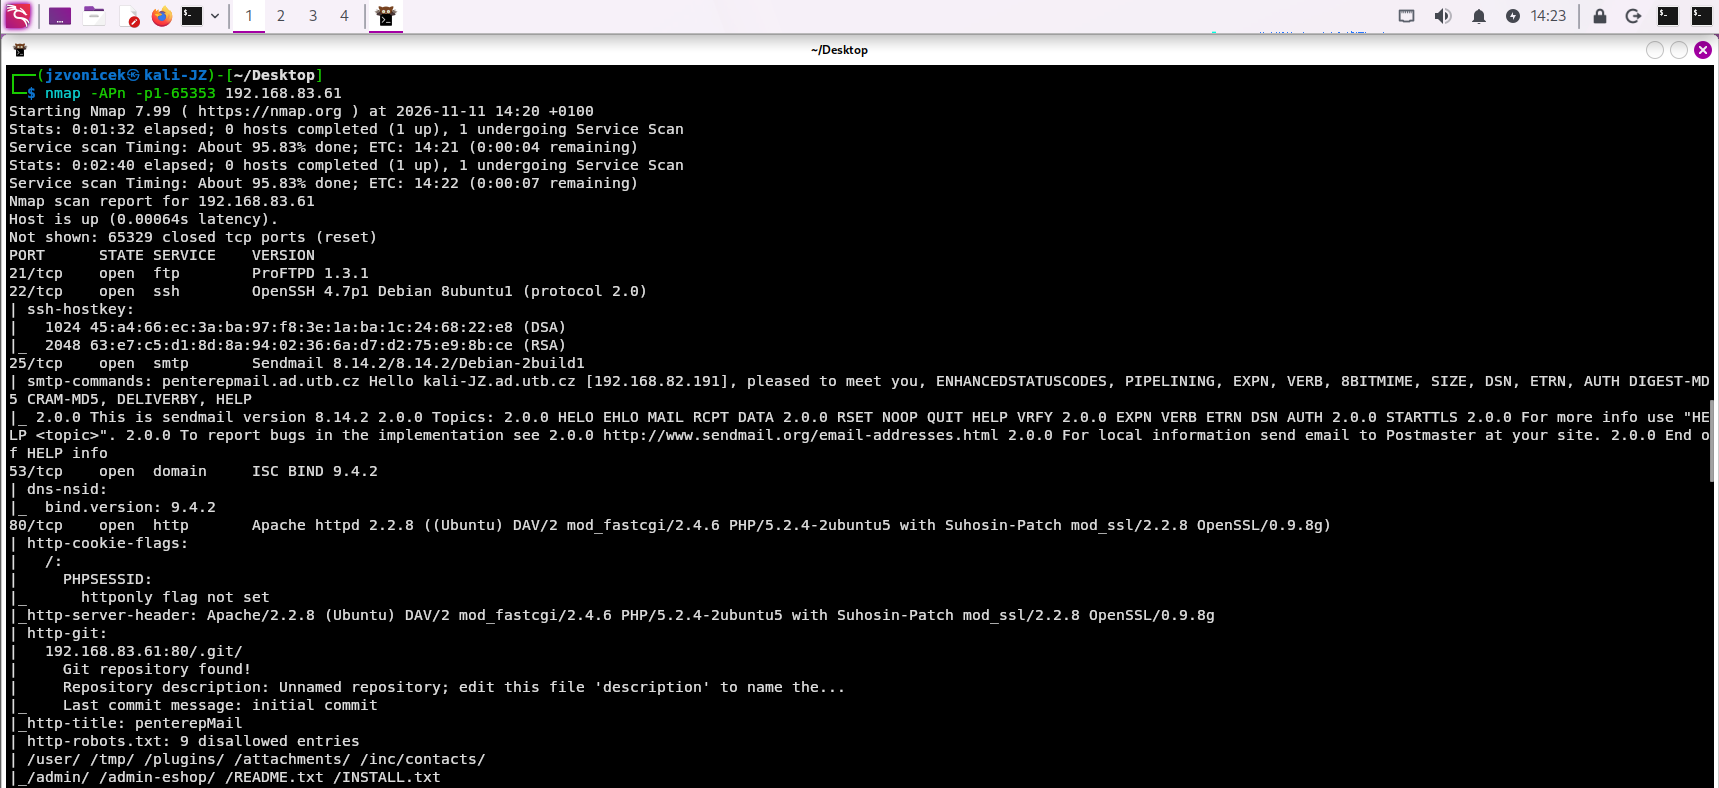 1 2 3 4 14:23
~/Desktop
(jzvonicek㉿kali-JZ)-[~/Desktop]
$ nmap -APn -p1-65353 192.168.83.61
Starting Nmap 7.99 ( https://nmap.org ) at 2026-11-11 14:20 +0100
Stats: 0:01:32 elapsed; 0 hosts completed (1 up), 1 undergoing Service Scan
Service scan Timing: About 95.83% done; ETC: 14:21 (0:00:04 remaining)
Stats: 0:02:40 elapsed; 0 hosts completed (1 up), 1 undergoing Service Scan
Service scan Timing: About 95.83% done; ETC: 14:22 (0:00:07 remaining)
Nmap scan report for 192.168.83.61
Host is up (0.00064s latency).
Not shown: 65329 closed tcp ports (reset)
PORT      STATE SERVICE     VERSION
21/tcp    open  ftp         ProFTPD 1.3.1
22/tcp    open  ssh         OpenSSH 4.7p1 Debian 8ubuntu1 (protocol 2.0)
| ssh-hostkey:
|   1024 45:a4:66:ec:3a:ba:97:f8:3e:1a:ba:1c:24:68:22:e8 (DSA)
|_  2048 63:e7:c5:d1:8d:8a:94:02:36:6a:d7:d2:75:e9:8b:ce (RSA)
25/tcp    open  smtp        Sendmail 8.14.2/8.14.2/Debian-2build1
| smtp-commands: penterepmail.ad.utb.cz Hello kali-JZ.ad.utb.cz [192.168.82.191], pleased to meet you, ENHANCEDSTATUSCODES, PIPELINING, EXPN, VERB, 8BITMIME, SIZE, DSN, ETRN, AUTH DIGEST-MD
5 CRAM-MD5, DELIVERBY, HELP
|_ 2.0.0 This is sendmail version 8.14.2 2.0.0 Topics: 2.0.0 HELO EHLO MAIL RCPT DATA 2.0.0 RSET NOOP QUIT HELP VRFY 2.0.0 EXPN VERB ETRN DSN AUTH 2.0.0 STARTTLS 2.0.0 For more info use "HE
LP <topic>". 2.0.0 To report bugs in the implementation see 2.0.0 http://www.sendmail.org/email-addresses.html 2.0.0 For local information send email to Postmaster at your site. 2.0.0 End o
f HELP info
53/tcp    open  domain      ISC BIND 9.4.2
| dns-nsid:
|_  bind.version: 9.4.2
80/tcp    open  http        Apache httpd 2.2.8 ((Ubuntu) DAV/2 mod_fastcgi/2.4.6 PHP/5.2.4-2ubuntu5 with Suhosin-Patch mod_ssl/2.2.8 OpenSSL/0.9.8g)
| http-cookie-flags:
|   /:
|     PHPSESSID:
|_      httponly flag not set
|_http-server-header: Apache/2.2.8 (Ubuntu) DAV/2 mod_fastcgi/2.4.6 PHP/5.2.4-2ubuntu5 with Suhosin-Patch mod_ssl/2.2.8 OpenSSL/0.9.8g
| http-git:
|   192.168.83.61:80/.git/
|     Git repository found!
|     Repository description: Unnamed repository; edit this file 'description' to name the...
|_    Last commit message: initial commit
|_http-title: penterepMail
| http-robots.txt: 9 disallowed entries
| /user/ /tmp/ /plugins/ /attachments/ /inc/contacts/
|_/admin/ /admin-eshop/ /README.txt /INSTALL.txt